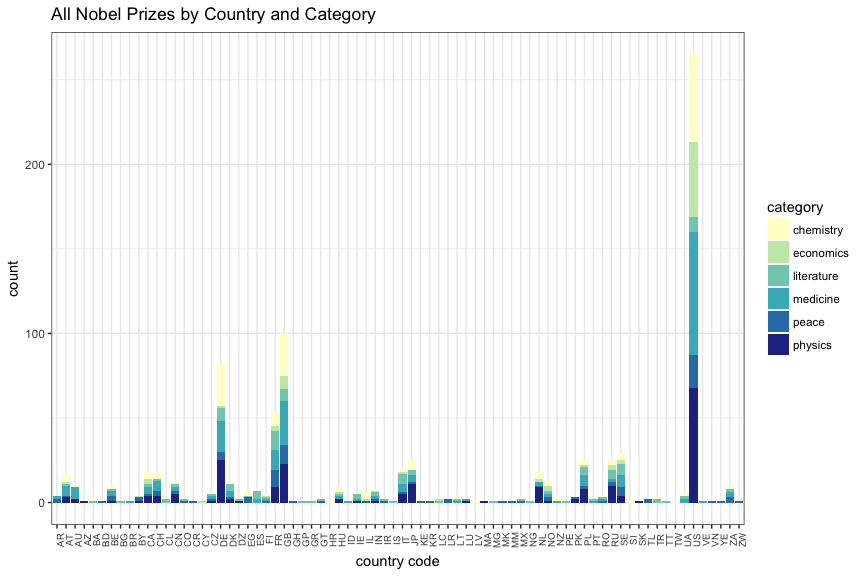 All Nobel Prizes by Country and Category
200
100
0
count
AR AT AU AZ BA BD BE BG BR BY CA CH CL CN CO CR CY CZ DE DK DZ EG ES FI FR GB GH GP GR GT HR HU ID IE IL IN IR IS IT JP KE KR LC LR LT LU LV MA MG MK MM MX NG NL NO NZ PE PK PL PT RO RU SE SI SK TL TR TT TW UA US VE VN YE ZA ZW
country code
category
chemistry
economics
literature
medicine
peace
physics